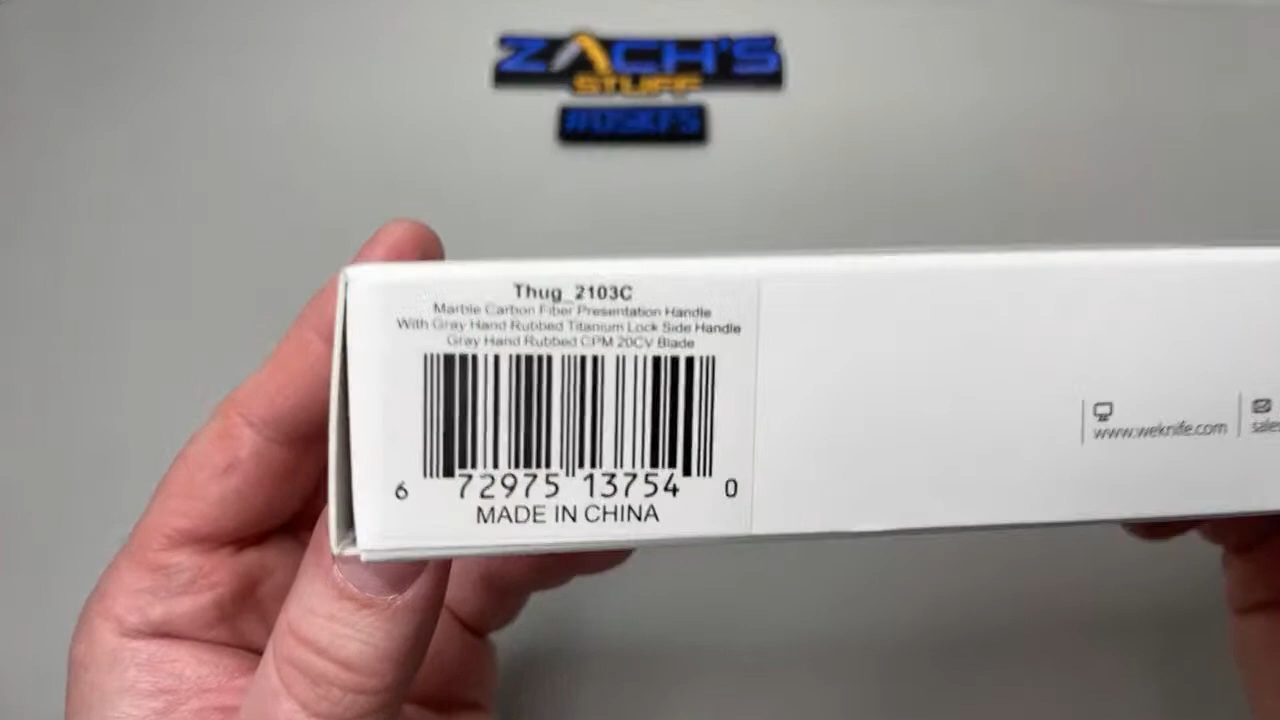 ZACH'S
STUFF
Thug_2103C
Marble Carbon Fiber Presentation Handle
With Gray Hand Rubbed Titanium Lock Side Handle
Gray Hand Rubbed CPM 20CV Blade
6 72975 13754 0
MADE IN CHINA
www.weknife.com
sales